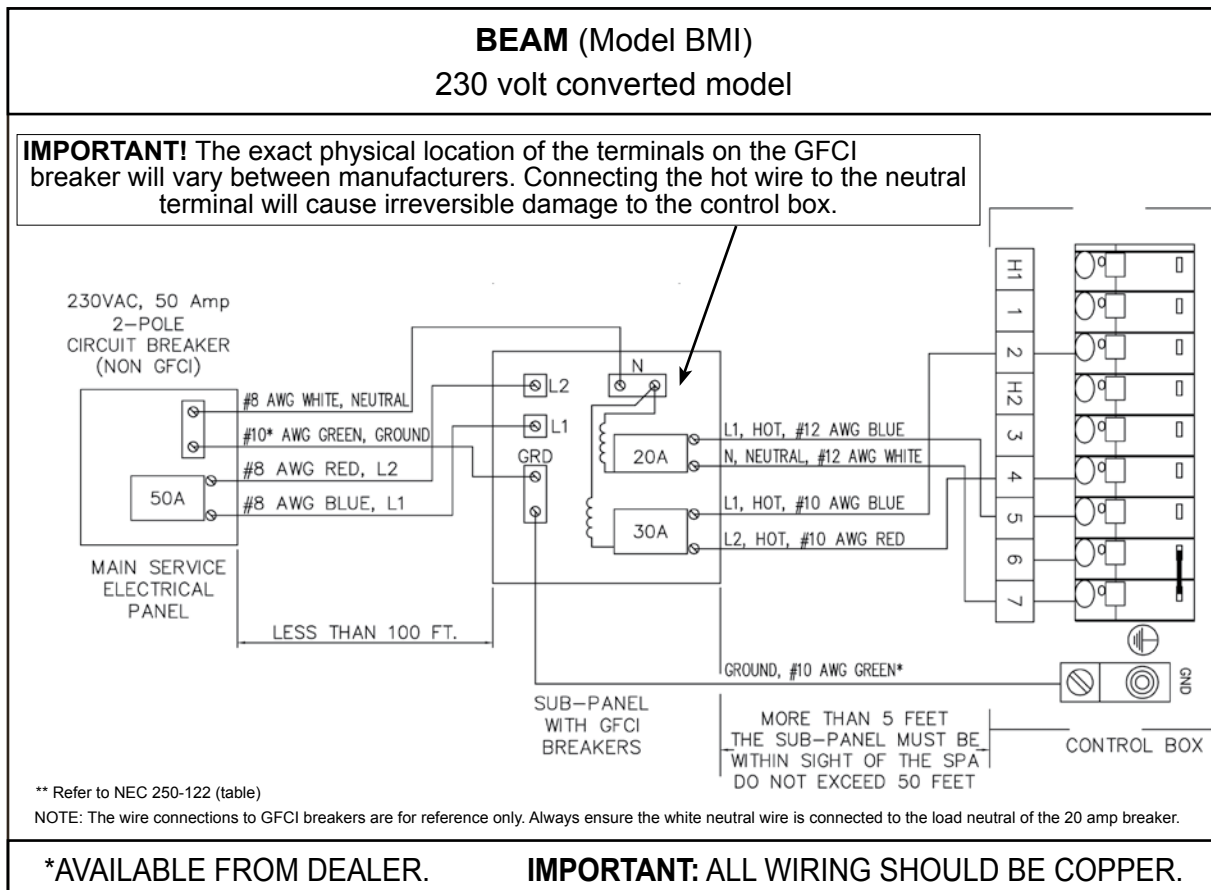 BEAM (Model BMI)
230 volt converted model
IMPORTANT! The exact physical location of the terminals on the GFCI
breaker will vary between manufacturers. Connecting the hot wire to the neutral
terminal will cause irreversible damage to the control box.
230VAC, 50 Amp
2-POLE
CIRCUIT BREAKER
(NON GFCI)
#8 AWG WHITE, NEUTRAL
#10* AWG GREEN, GROUND
#8 AWG RED, L2
#8 AWG BLUE, L1
50A
MAIN SERVICE
ELECTRICAL
PANEL
LESS THAN 100 FT.
L2
L1
GRD
N
20A
30A
SUB-PANEL
WITH GFCI
BREAKERS
L1, HOT, #12 AWG BLUE
N, NEUTRAL, #12 AWG WHITE
L1, HOT, #10 AWG BLUE
L2, HOT, #10 AWG RED
GROUND, #10 AWG GREEN*
MORE THAN 5 FEET
THE SUB-PANEL MUST BE
WITHIN SIGHT OF THE SPA
DO NOT EXCEED 50 FEET
H1
1
2
H2
3
4
5
6
7
GND
CONTROL BOX
** Refer to NEC 250-122 (table)
NOTE: The wire connections to GFCI breakers are for reference only. Always ensure the white neutral wire is connected to the load neutral of the 20 amp breaker.
*AVAILABLE FROM DEALER.
IMPORTANT: ALL WIRING SHOULD BE COPPER.